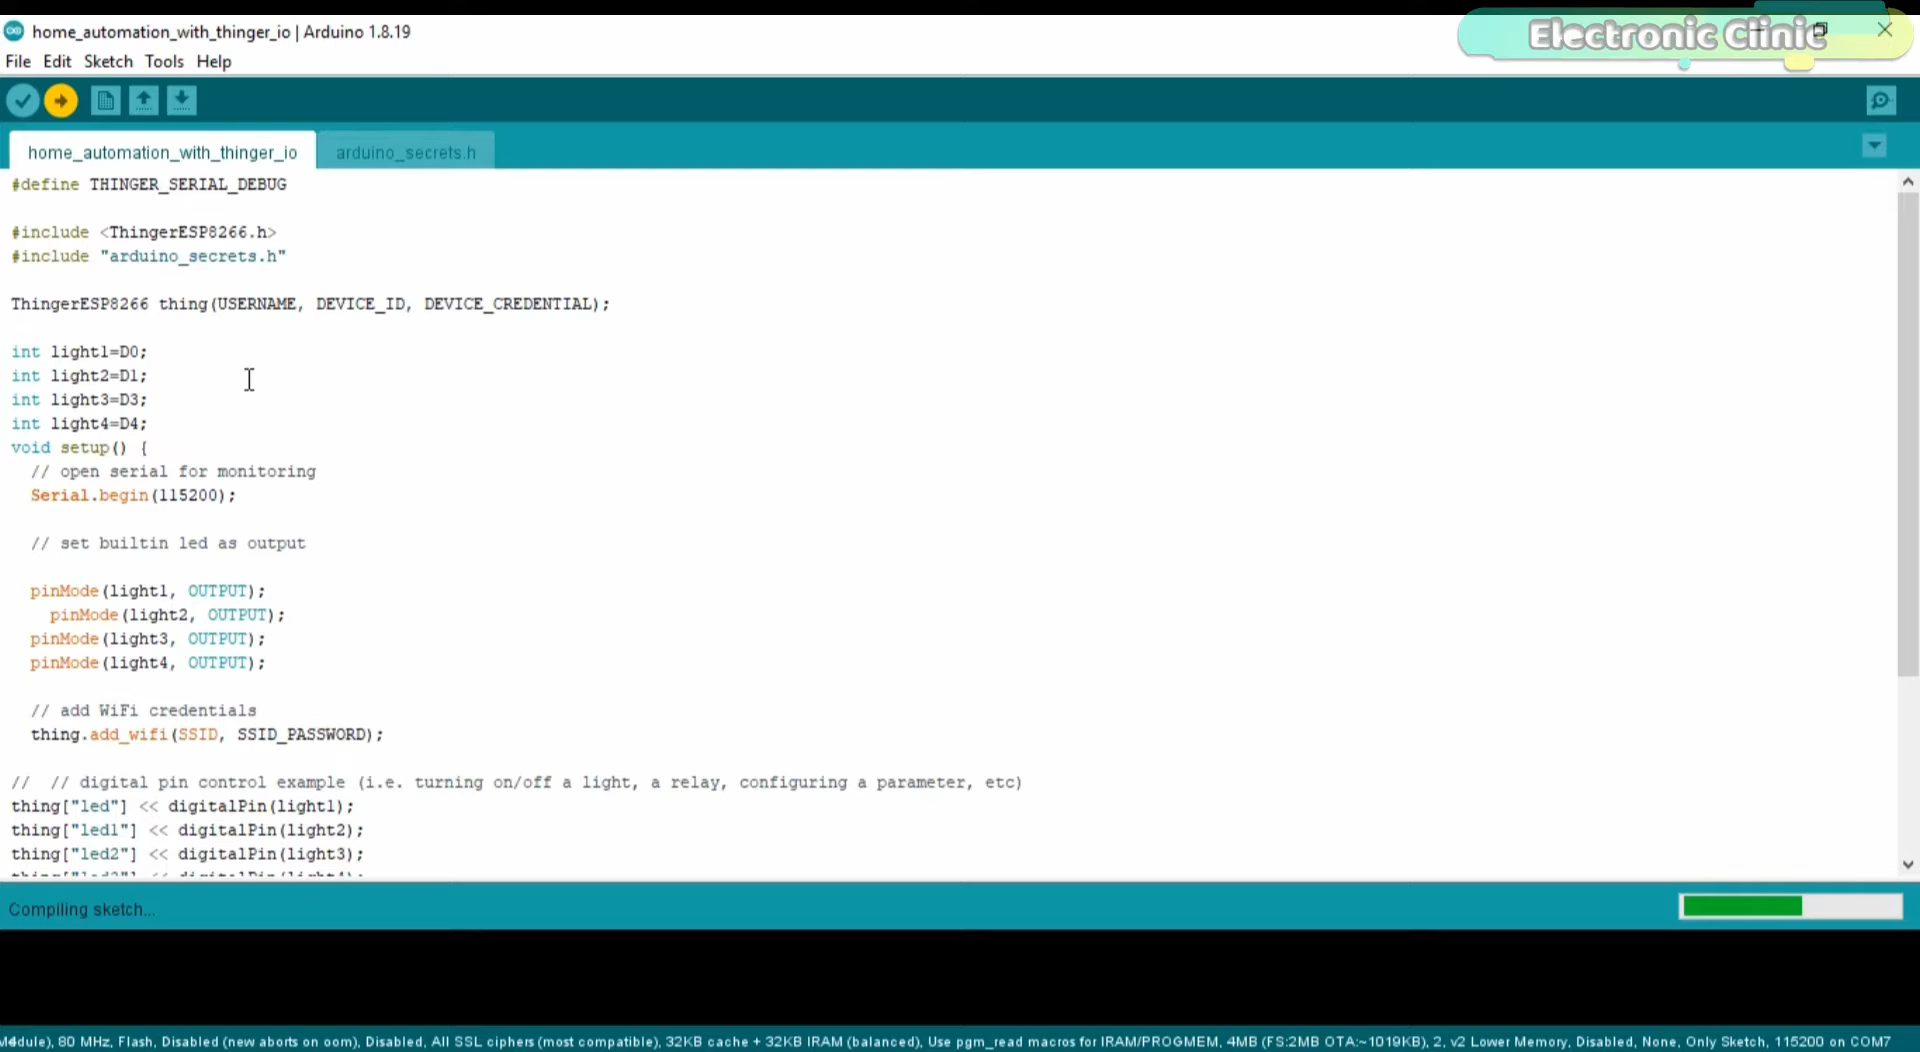 home_automation_with_thinger_io | Arduino 1.8.19
Electronic Clinic
File Edit Sketch Tools Help
home_automation_with_thinger_io
arduino_secrets.h
#define THINGER_SERIAL_DEBUG
#include <ThingerESP8266.h>
#include "arduino_secrets.h"
ThingerESP8266 thing(USERNAME, DEVICE_ID, DEVICE_CREDENTIAL);
int light1=D0;
int light2=D1;
int light3=D3;
int light4=D4;
void setup() {
// open serial for monitoring
Serial.begin(115200);
// set builtin led as output
pinMode(light1, OUTPUT);
pinMode(light2, OUTPUT);
pinMode(light3, OUTPUT);
pinMode(light4, OUTPUT);
// add WiFi credentials
thing.add_wifi(SSID, SSID_PASSWORD);
// // digital pin control example (i.e. turning on/off a light, a relay, configuring a parameter, etc)
thing["led"] << digitalPin(light1);
thing["led1"] << digitalPin(light2);
thing["led2"] << digitalPin(light3);
Compiling sketch...
80 MHz, Flash, Disabled (new aborts on oom), Disabled, All SSL ciphers (most compatible), 32KB cache + 32KB IRAM (balanced), Use pgm_read macros for IRAM/PROGMEM, 4MB (FS:2MB OTA:~1019KB), 2, v2 Lower Memory, Disabled, None, Only Sketch, 115200 on COM7